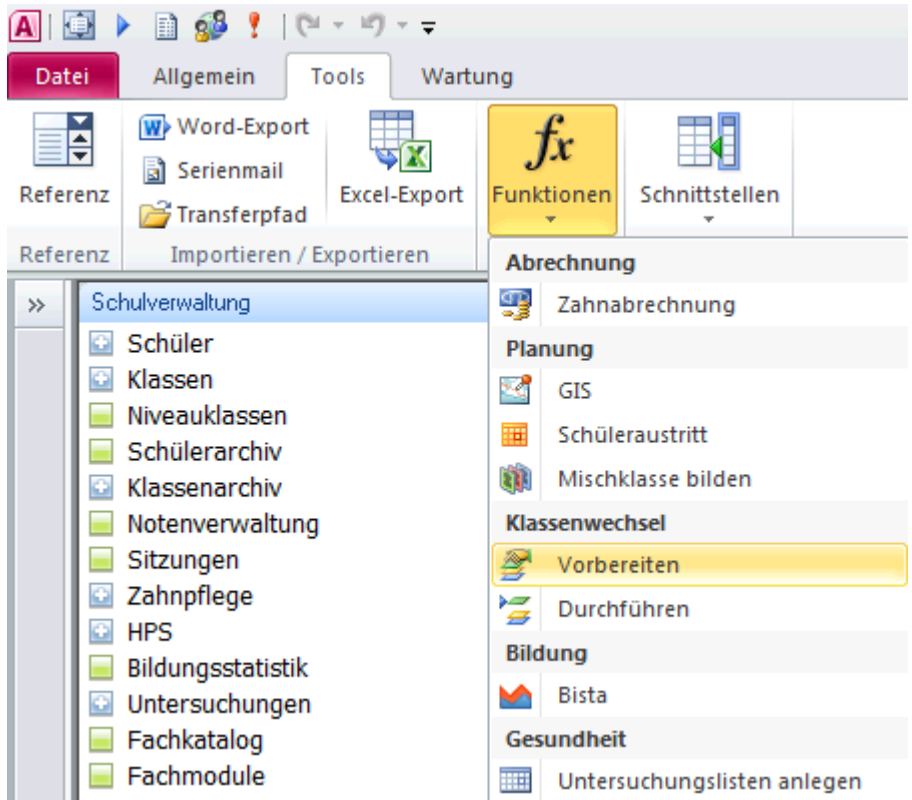 Datei Allgemein Tools Wartung
Referenz
Word-Export
Serienmail
Transferpfad
Excel-Export
Funktionen
Schnittstellen
Referenz
Importieren / Exportieren
Schulverwaltung
Schüler
Klassen
Niveauklassen
Schülerarchiv
Klassenarchiv
Notenverwaltung
Sitzungen
Zahnpflege
HPS
Bildungsstatistik
Untersuchungen
Fachkatalog
Fachmodule
Abrechnung
Zahnabrechnung
Planung
GIS
Schüleraustritt
Mischklasse bilden
Klassenwechsel
Vorbereiten
Durchführen
Bildung
Bista
Gesundheit
Untersuchungslisten anlegen